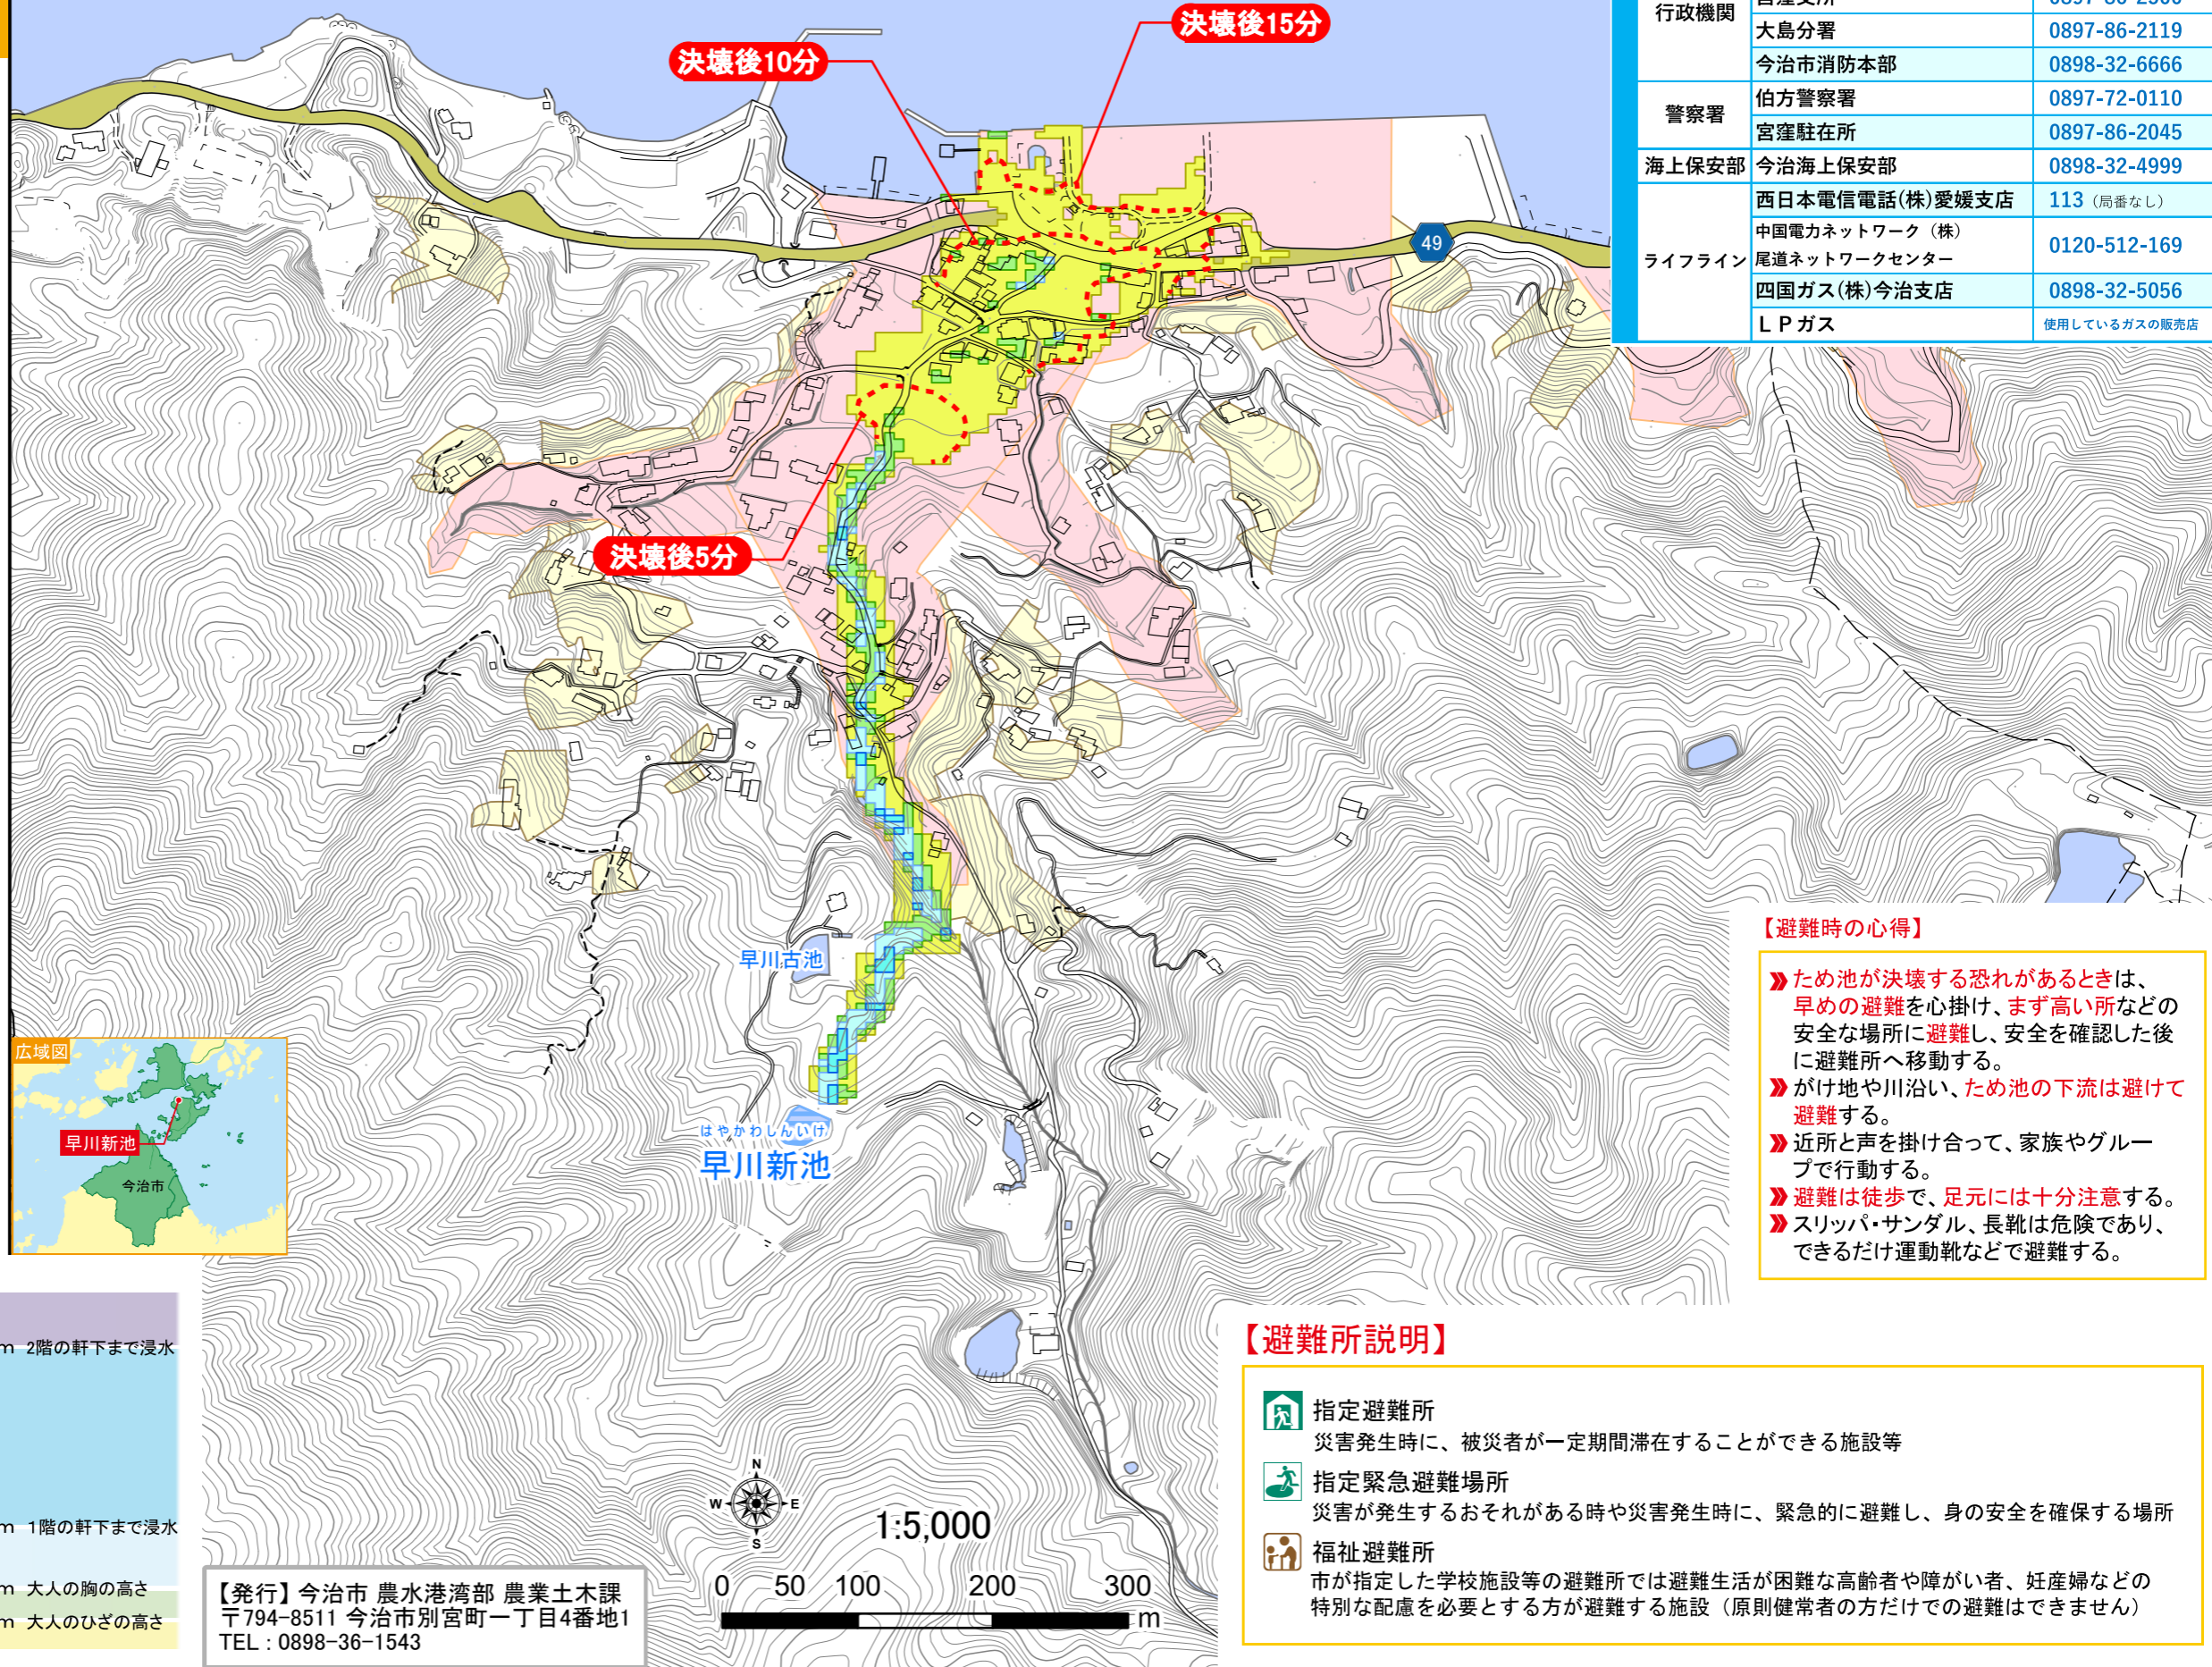 行政機関
大島分署 0897-86-2119
今治市消防本部 0898-32-6666
警察署
伯方警察署 0897-72-0110
宮窪駐在所 0897-86-2045
海上保安部 今治海上保安部 0898-32-4999
ライフライン
西日本電信電話(株)愛媛支店 113 (局番なし)
中国電力ネットワーク(株)
尾道ネットワークセンター
0120-512-169
四国ガス(株)今治支店 0898-32-5056
LPガス 使用しているガスの販売店
決壊後15分
決壊後10分
49
決壊後5分
早川古池
はやかわしんいけ
早川新池
広域図
早川新池
今治市
【避難時の心得】
ため池が決壊する恐れがあるときは、
早めの避難を心掛け、まず高い所などの
安全な場所に避難し、安全を確認した後
に避難所へ移動する。
がけ地や川沿い、ため池の下流は避けて
避難する。
近所と声を掛け合って、家族やグルー
プで行動する。
避難は徒歩で、足元には十分注意する。
スリッパ・サンダル、長靴は危険であり、
できるだけ運動靴などで避難する。
m 2階の軒下まで浸水
m 1階の軒下まで浸水
m 大人の胸の高さ
m 大人のひざの高さ
【発行】今治市 農水港湾部 農業土木課
〒794-8511 今治市別宮町一丁目4番地1
TEL : 0898-36-1543
N
W E
S
1:5,000
0 50 100 200 300
m
【避難所説明】
指定避難所
災害発生時に、被災者が一定期間滞在することができる施設等
指定緊急避難場所
災害が発生するおそれがある時や災害発生時に、緊急的に避難し、身の安全を確保する場所
福祉避難所
市が指定した学校施設等の避難所では避難生活が困難な高齢者や障がい者、妊産婦などの
特別な配慮を必要とする方が避難する施設（原則健常者の方だけでの避難はできません）